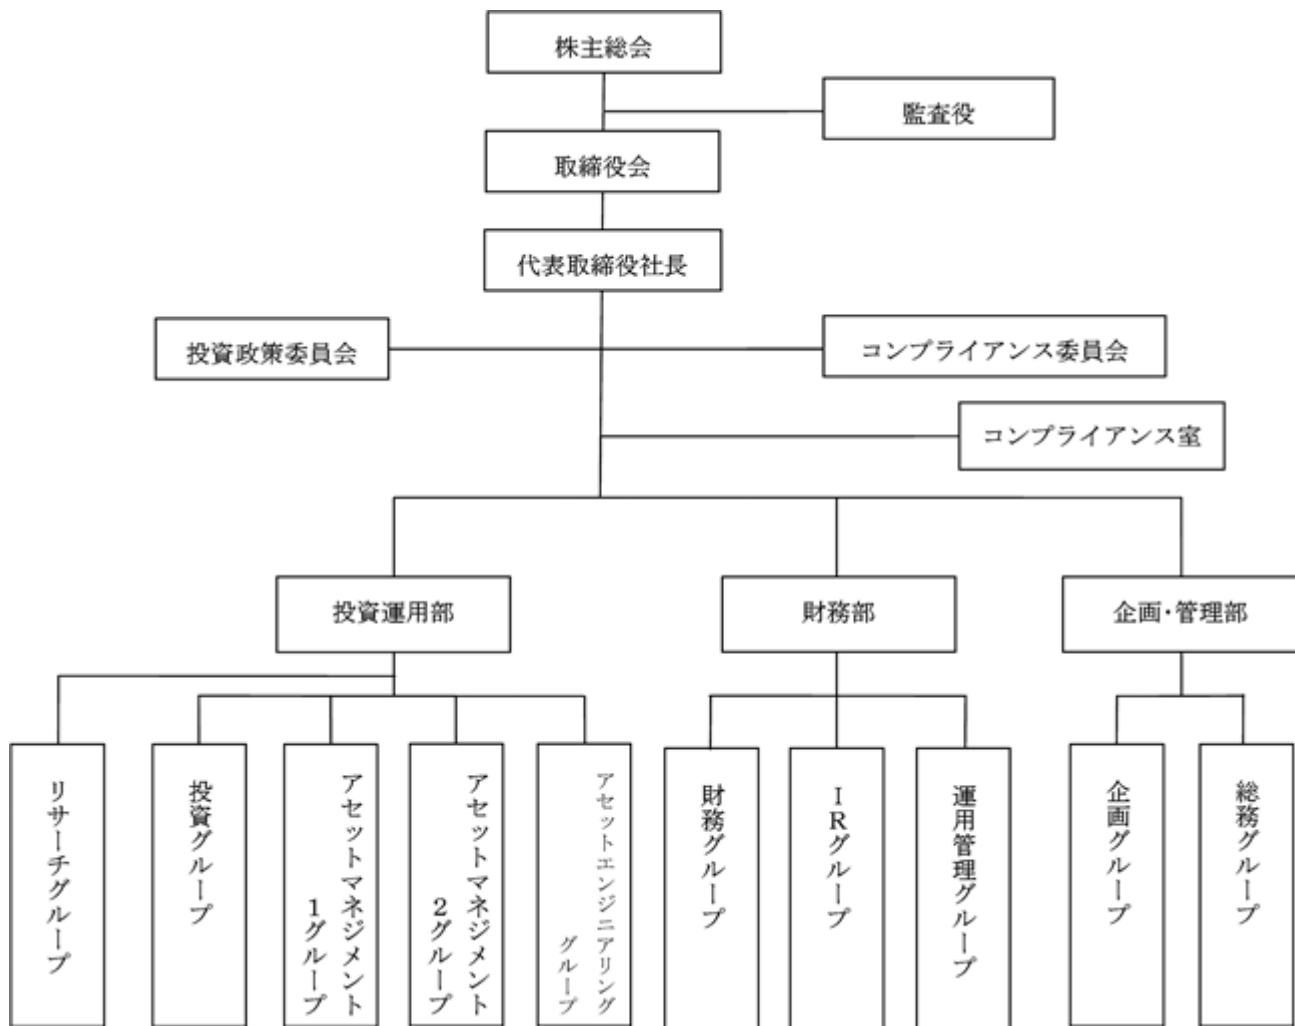 株主総会
監査役
取締役会
代表取締役社長
投資政策委員会
コンプライアンス委員会
コンプライアンス室
投資運用部
財務部
企画・管理部
リサーチグループ
投資グループ
アセットマネジメント
1グループ
アセットマネジメント
2グループ
アセットエンジニアリング
グループ
財務グループ
IRグループ
運用管理グループ
企画グループ
総務グループ